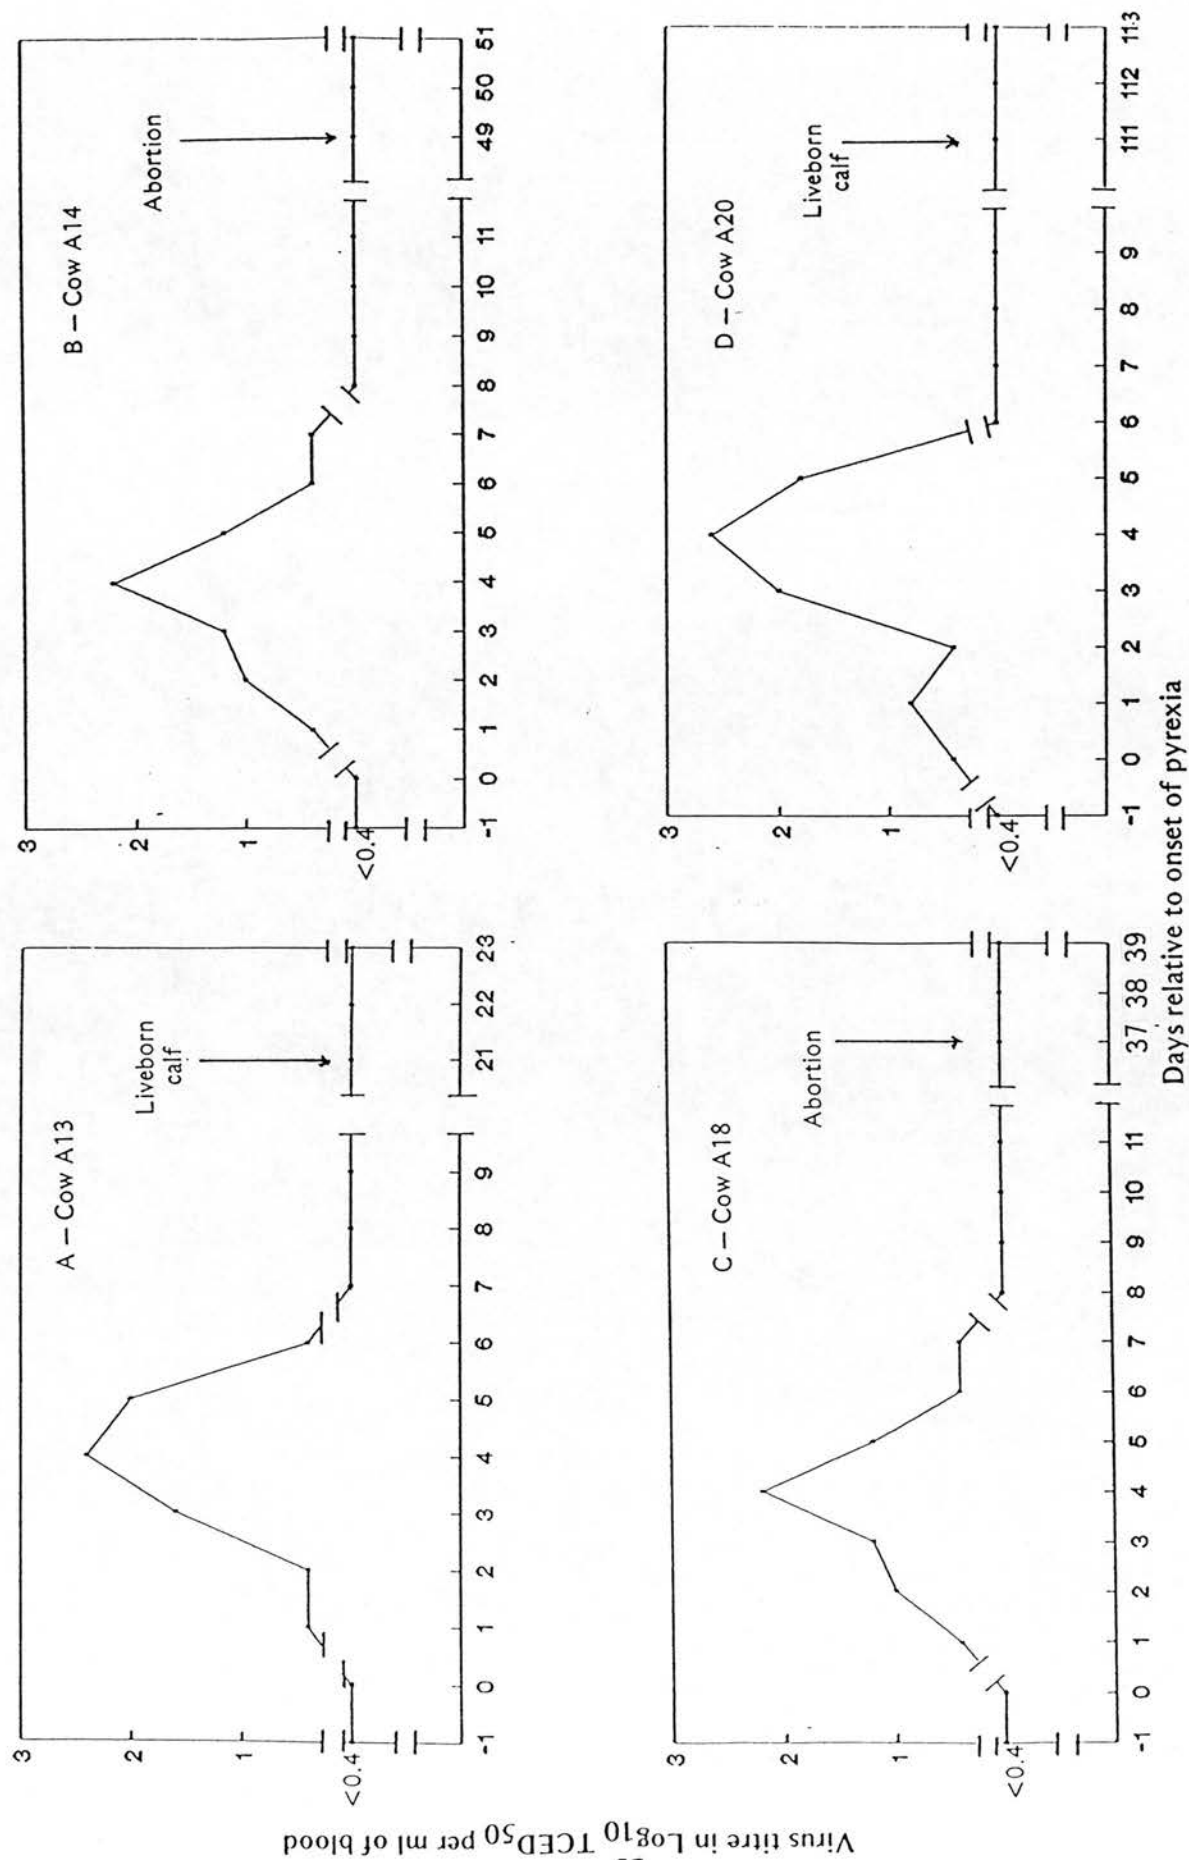 A – Cow A13
3
2
1
<0.4
Liveborn
calf
-1 0 1 2 3 4 5 6 7 8 9 21 22 23
B – Cow A14
3
2
1
<0.4
Abortion
-1 0 1 2 3 4 5 6 7 8 9 10 11 49 50 51
C – Cow A18
3
2
1
<0.4
Abortion
-1 0 1 2 3 4 5 6 7 8 9 10 11 37 38 39
D – Cow A20
3
2
1
<0.4
Liveborn
calf
-1 0 1 2 3 4 5 6 7 8 9 111 112 113
Virus titre in Log10 TCED50 per ml of blood
Days relative to onset of pyrexia